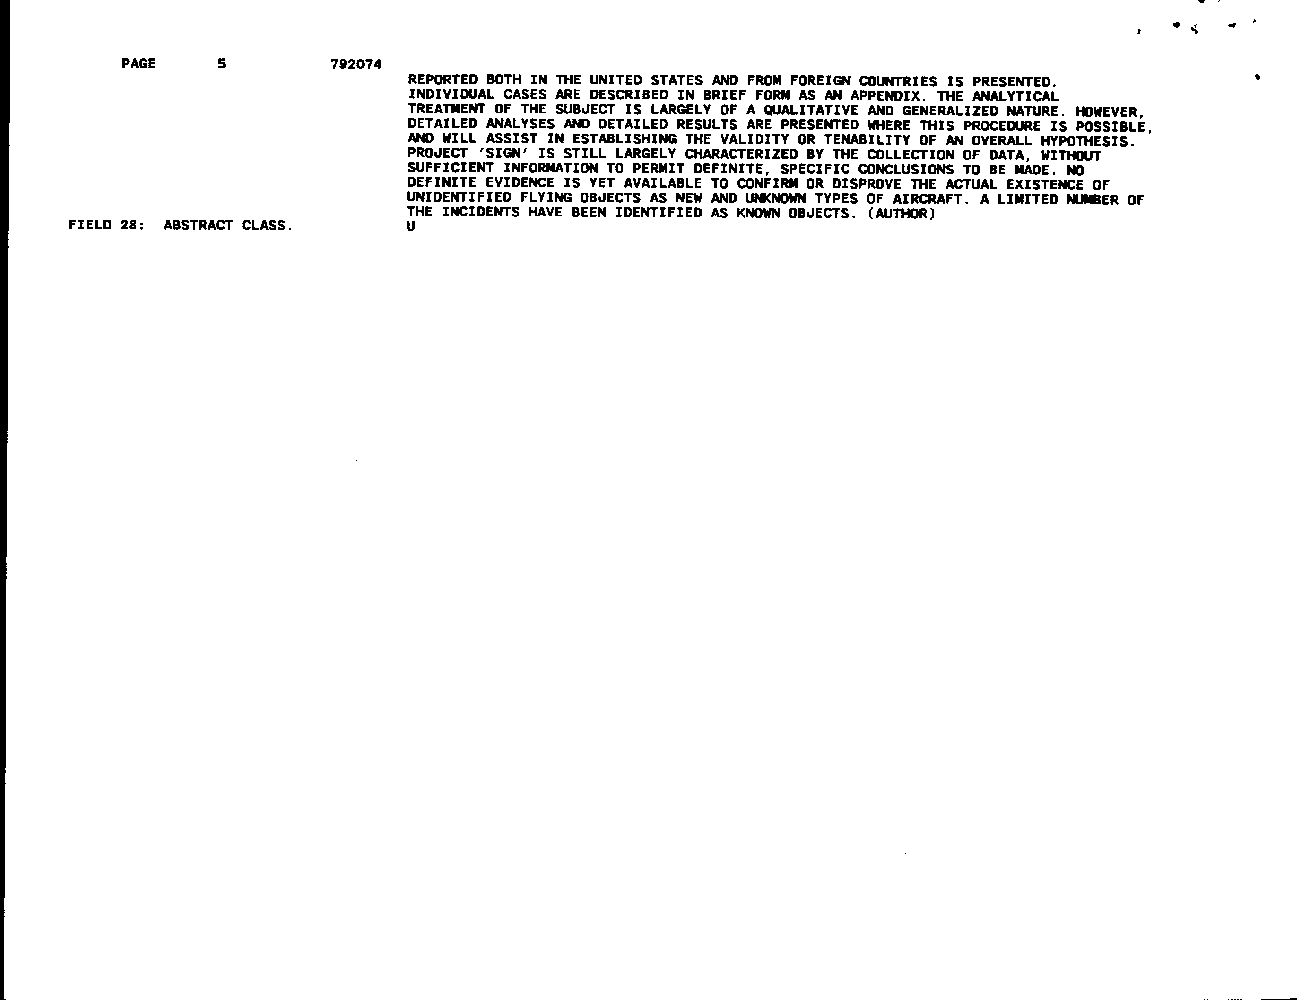 PAGE 5 792074
REPORTED BOTH IN THE UNITED STATES AND FROM FOREIGN COUNTRIES IS PRESENTED.
INDIVIDUAL CASES ARE DESCRIBED IN BRIEF FORM AS AN APPENDIX. THE ANALYTICAL
TREATMENT OF THE SUBJECT IS LARGELY OF A QUALITATIVE AND GENERALIZED NATURE. HOWEVER,
DETAILED ANALYSES AND DETAILED RESULTS ARE PRESENTED WHERE THIS PROCEDURE IS POSSIBLE,
AND WILL ASSIST IN ESTABLISHING THE VALIDITY OR TENABILITY OF AN OVERALL HYPOTHESIS.
PROJECT 'SIGN' IS STILL LARGELY CHARACTERIZED BY THE COLLECTION OF DATA, WITHOUT
SUFFICIENT INFORMATION TO PERMIT DEFINITE, SPECIFIC CONCLUSIONS TO BE MADE. NO
DEFINITE EVIDENCE IS YET AVAILABLE TO CONFIRM OR DISPROVE THE ACTUAL EXISTENCE OF
UNIDENTIFIED FLYING OBJECTS AS NEW AND UNKNOWN TYPES OF AIRCRAFT. A LIMITED NUMBER OF
THE INCIDENTS HAVE BEEN IDENTIFIED AS KNOWN OBJECTS. (AUTHOR)
FIELD 28: ABSTRACT CLASS. U